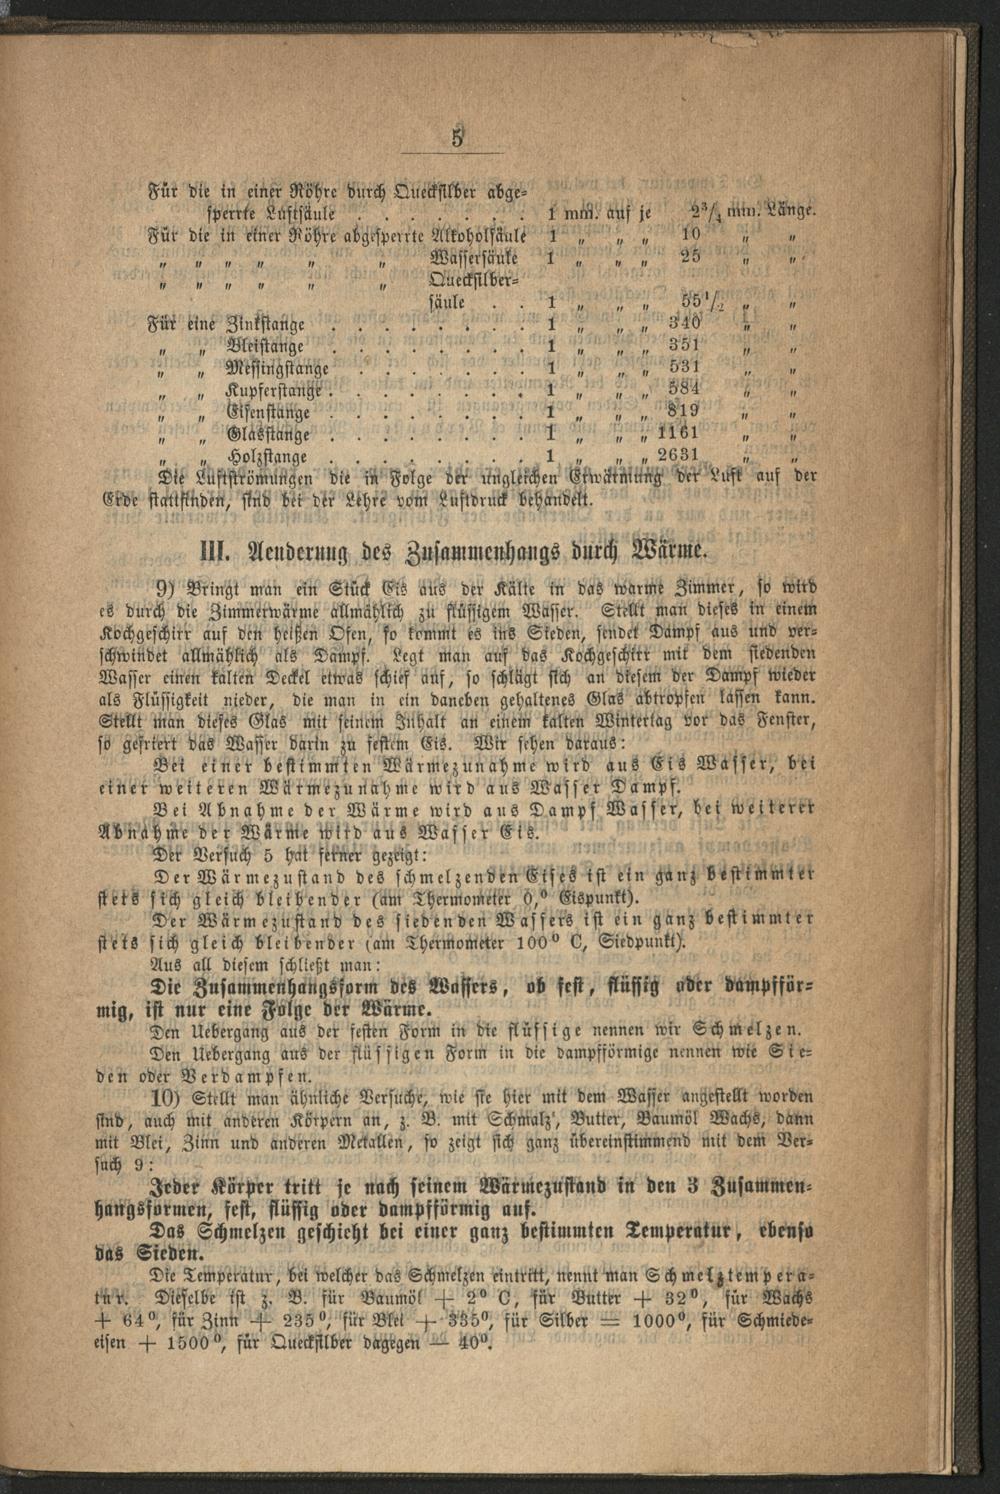 5
Für die in einer Röhre durch Quecksilber abge-
sperrte Luftsäule . . . . . . . 1 mm. auf je 2³/₄ mm. Länge.
Für die in einer Röhre abgesperrte Alkoholsäule 1 „ „ „ 10 „ „
„ „ „ „ „ „ Wassersäule 1 „ „ „ 25 „ „
„ „ „ „ „ „ Quecksilber-
säule . . 1 „ „ „ 55¹/₂ „ „
Für eine Zinkstange . . . . . . . . 1 „ „ „ 340 „ „
„ „ Bleistange . . . . . . . . 1 „ „ „ 351 „ „
„ „ Messingstange . . . . . . . 1 „ „ „ 531 „ „
„ „ Kupferstange . . . . . . . . 1 „ „ „ 584 „ „
„ „ Eisenstange . . . . . . . . 1 „ „ „ 819 „ „
„ „ Glasstange . . . . . . . . 1 „ „ „ 1161 „ „
„ „ Holzstange . . . . . . . . 1 „ „ „ 2631 „ „
Die Luftströmungen die in Folge der ungleichen Erwärmung der Luft auf der
Erde stattfinden, sind bei der Lehre vom Luftdruck behandelt.
III. Aenderung des Zusammenhangs durch Wärme.
9) Bringt man ein Stück Eis aus der Kälte in das warme Zimmer, so wird
es durch die Zimmerwärme allmählich zu flüssigem Wasser. Stellt man dieses in einem
Kochgeschirr auf den heißen Ofen, so kommt es ins Sieden, sendet Dampf aus und ver-
schwindet allmählich als Dampf. Legt man auf das Kochgeschirr mit dem siedenden
Wasser einen kalten Deckel etwas schief auf, so schlägt sich an diesem der Dampf wieder
als Flüssigkeit nieder, die man in ein daneben gehaltenes Glas abtropfen lassen kann.
Stellt man dieses Glas mit seinem Inhalt an einem kalten Wintertag vor das Fenster,
so gefriert das Wasser darin zu festem Eis. Wir sehen daraus:
Bei einer bestimmten Wärmezunahme wird aus Eis Wasser, bei
einer weiteren Wärmezunahme wird aus Wasser Dampf.
Bei Abnahme der Wärme wird aus Dampf Wasser, bei weiterer
Abnahme der Wärme wird aus Wasser Eis.
Der Versuch 5 hat ferner gezeigt:
Der Wärmezustand des schmelzenden Eises ist ein ganz bestimmter
stets sich gleich bleibender (am Thermometer 0,⁰ Eispunkt).
Der Wärmezustand des siedenden Wassers ist ein ganz bestimmter
stets sich gleich bleibender (am Thermometer 100⁰ C, Siedpunkt).
Aus all diesem schließt man:
Die Zusammenhangsform des Wassers, ob fest, flüssig oder dampfför-
mig, ist nur eine Folge der Wärme.
Den Uebergang aus der festen Form in die flüssige nennen wir Schmelzen.
Den Uebergang aus der flüssigen Form in die dampfförmige nennen wie Sie-
den oder Verdampfen.
10) Stellt man ähnliche Versuche, wie sie hier mit dem Wasser angestellt worden
sind, auch mit anderen Körpern an, z. B. mit Schmalz, Butter, Baumöl Wachs, dann
mit Blei, Zinn und anderen Metallen, so zeigt sich ganz übereinstimmend mit dem Ver-
such 9:
Jeder Körper tritt je nach seinem Wärmezustand in den 3 Zusammen-
hangsformen, fest, flüssig oder dampfförmig auf.
Das Schmelzen geschieht bei einer ganz bestimmten Temperatur, ebenso
das Sieden.
Die Temperatur, bei welcher das Schmelzen eintritt, nennt man Schmelztempera-
tur. Dieselbe ist z. B. für Baumöl + 2⁰ C, für Butter + 32⁰, für Wachs
+ 64⁰, für Zinn + 235⁰, für Blei + 335⁰, für Silber = 1000⁰, für Schmiede-
eisen + 1500⁰, für Quecksilber dagegen — 40⁰.